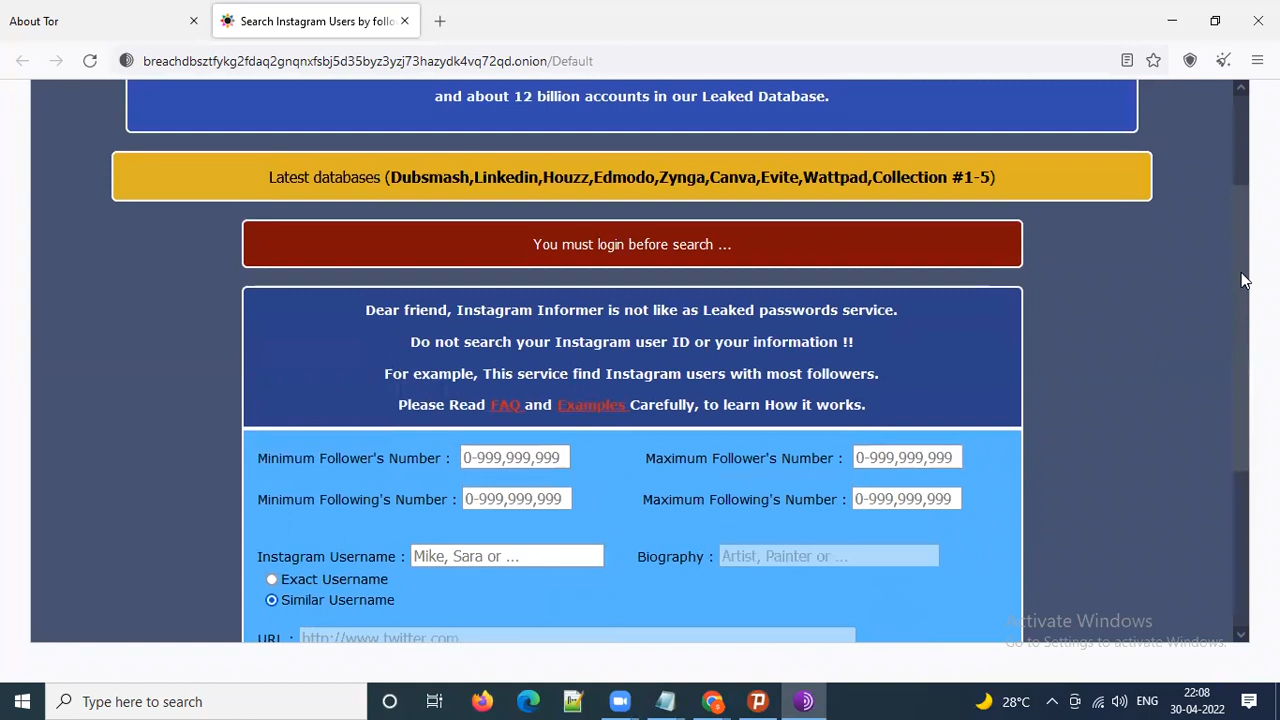 About Tor
Search Instagram Users by follo
breachdbsztfykg2fdaq2gnqnxfsbj5d35byz3yzj73hazydk4vq72qd.onion/Default
and about 12 billion accounts in our Leaked Database.
Latest databases (Dubsmash,Linkedin,Houzz,Edmodo,Zynga,Canva,Evite,Wattpad,Collection #1-5)
You must login before search ...
Dear friend, Instagram Informer is not like as Leaked passwords service.
Do not search your Instagram user ID or your information !!
For example, This service find Instagram users with most followers.
Please Read FAQ and Examples Carefully, to learn How it works.
Minimum Follower's Number : 0-999,999,999 Maximum Follower's Number : 0-999,999,999
Minimum Following's Number : 0-999,999,999 Maximum Following's Number : 0-999,999,999
Instagram Username : Mike, Sara or ... Biography : Artist, Painter or ...
Exact Username
Similar Username
URL : http://www.twitter.com
Activate Windows
Go to Settings to activate Windows.
Type here to search
28°C
ENG
22:08
30-04-2022